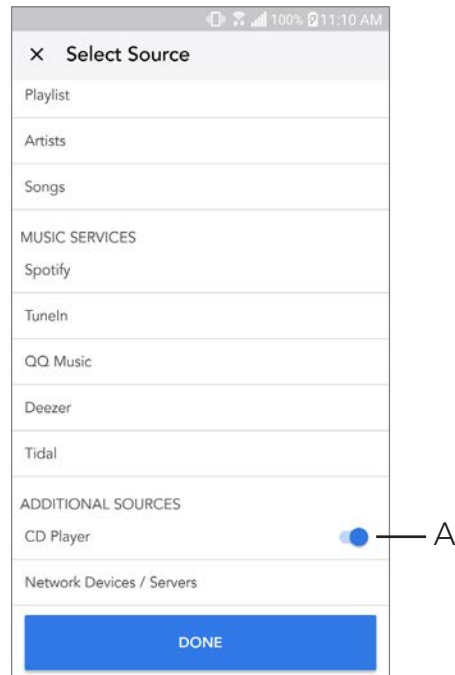 100% 11:10 AM
× Select Source
Playlist
Artists
Songs
MUSIC SERVICES
Spotify
TuneIn
QQ Music
Deezer
Tidal
ADDITIONAL SOURCES
CD Player A
Network Devices / Servers
DONE